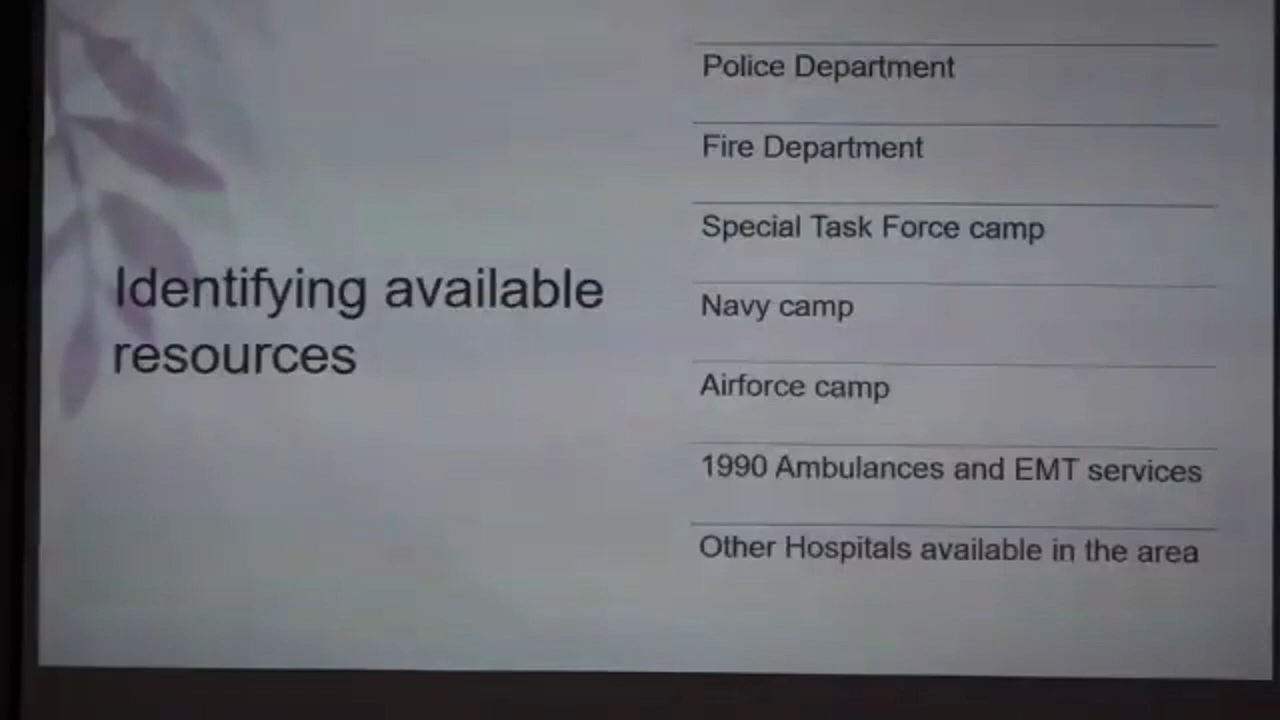 Identifying available
resources
Police Department
Fire Department
Special Task Force camp
Navy camp
Airforce camp
1990 Ambulances and EMT services
Other Hospitals available in the area